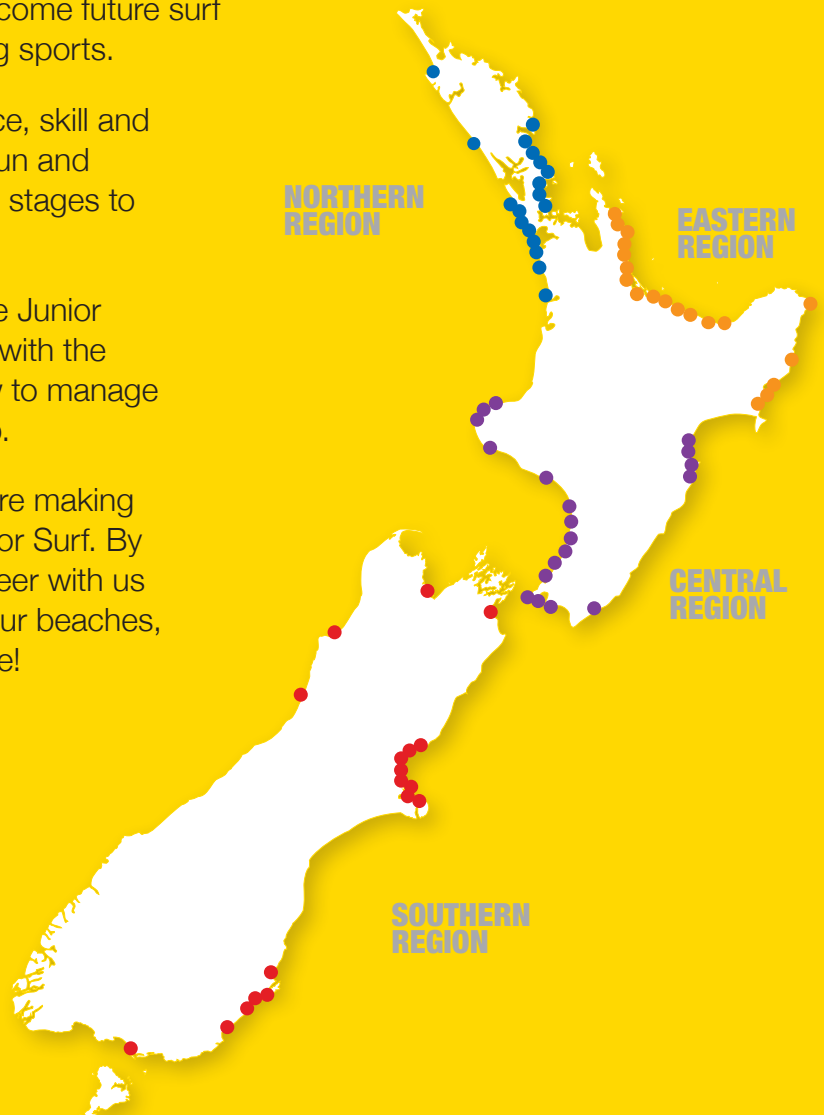 come future surf
g sports.
ce, skill and
un and
stages to
e Junior
with the
to manage
re making
or Surf. By
eer with us
ur beaches,
e!
NORTHERN
REGION
EASTERN
REGION
CENTRAL
REGION
SOUTHERN
REGION